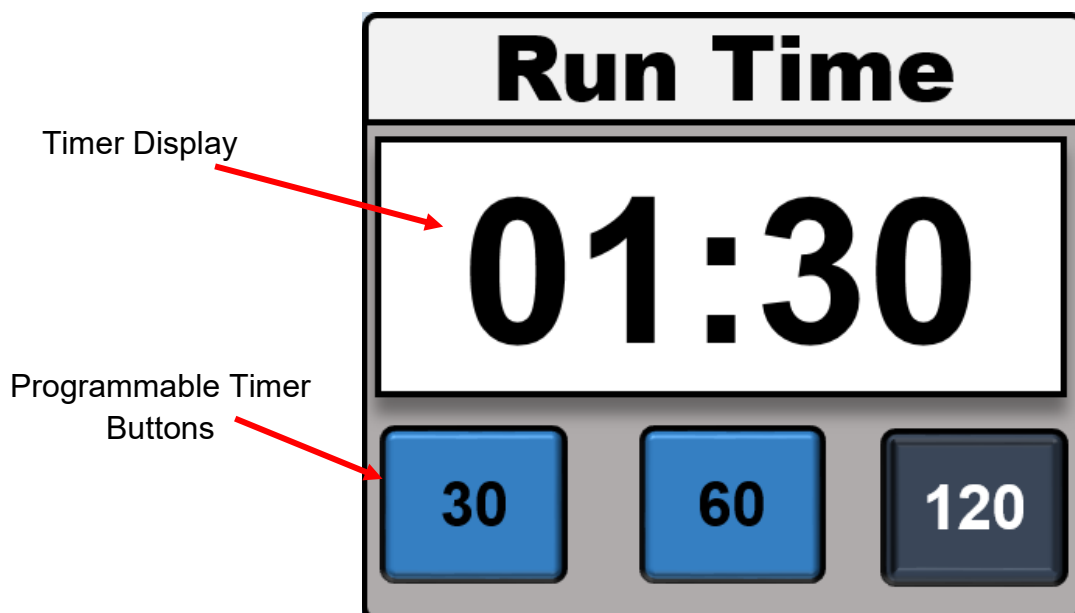 Run Time
Timer Display
01:30
Programmable Timer
Buttons
30
60
120